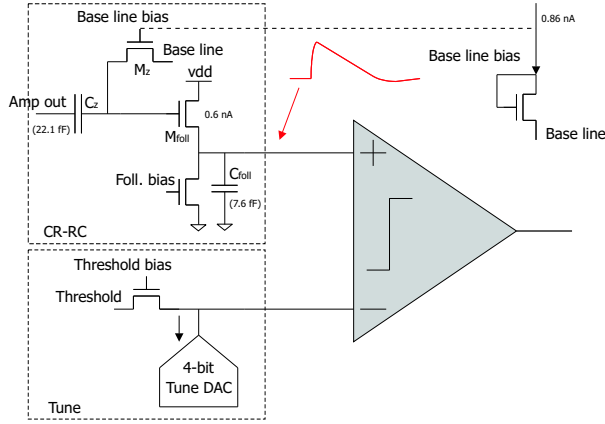 Base line bias
0.86 nA
Base line
Base line bias
Mz
vdd
Amp out
Cz
0.6 nA
(22.1 fF)
Mfoll
Base line
Foll. bias
Cfoll
(7.6 fF)
CR-RC
Threshold bias
Threshold
4-bit
Tune DAC
Tune